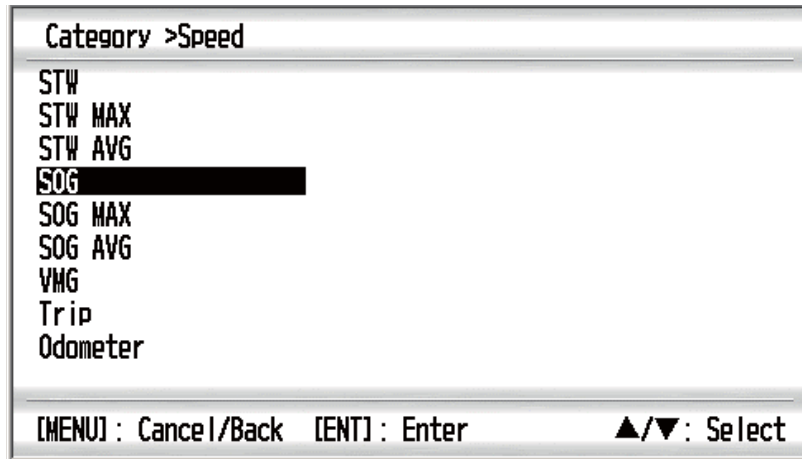 Category >Speed
STW
STW MAX
STW AVG
SOG
SOG MAX
SOG AVG
VMG
Trip
Odometer
[MENU]: Cancel/Back [ENT]: Enter ▲/▼: Select